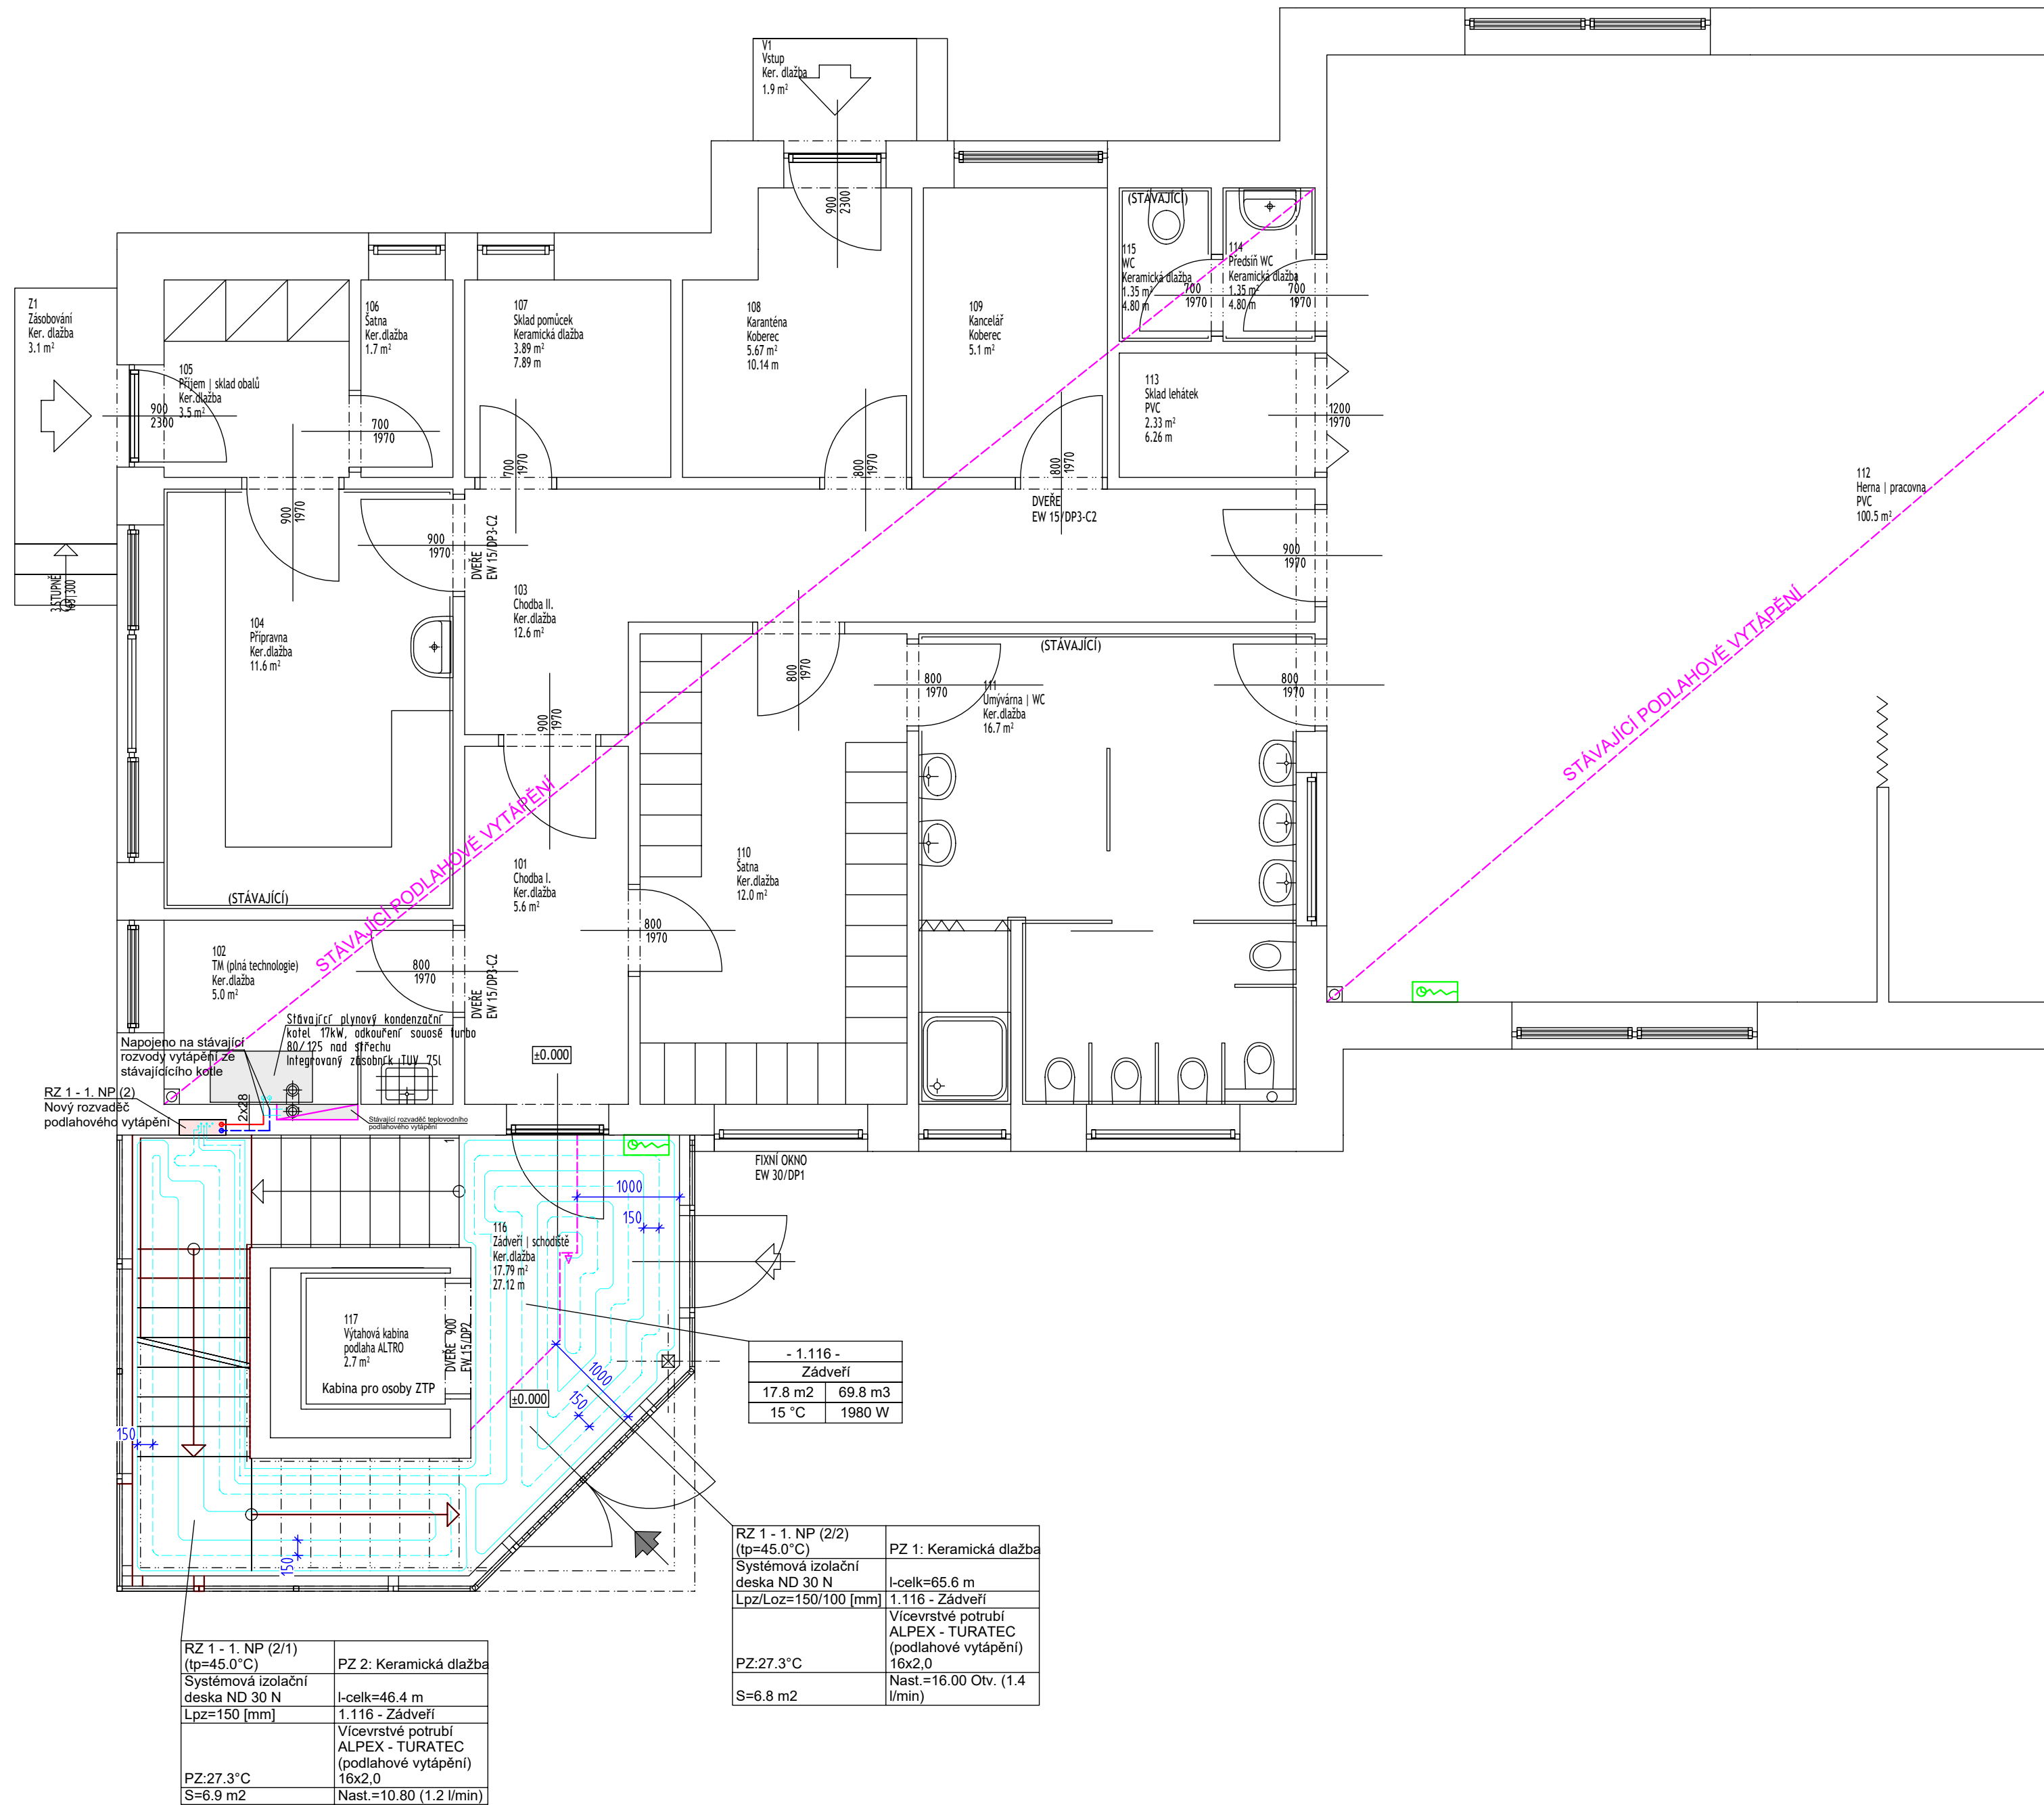 V1
Vstup
Ker. dlažba
1.9 m²
900
2300
(STÁVAJÍCÍ)
115
WC
Keramická dlažba
1.35 m²
4.80 m
700
1970
114
Předsíň WC
Keramická dlažba
1.35 m²
4.80 m
700
1970
Z1
Zásobování
Ker. dlažba
3.1 m²
106
Šatna
Ker.dlažba
1.7 m²
107
Sklad pomůcek
Keramická dlažba
3.89 m²
7.89 m
108
Karanténa
Koberec
5.67 m²
10.14 m
109
Kancelář
Koberec
5.1 m²
105
Příjem | sklad obalů
Ker.dlažba
3.5 m²
900
2300
700
1970
113
Sklad lehátek
PVC
2.33 m²
6.26 m
1200
1970
700
1970
800
1970
800
1970
DVEŘE
EW 15/DP3-C2
112
Herna | pracovna
PVC
100.5 m²
900
1970
900
1970
DVEŘE
EW 15/DP3-C2
900
1970
3.STUPNĚ
103
Chodba II.
Ker.dlažba
12.6 m²
104
Přípravna
Ker.dlažba
11.6 m²
800
1970
(STÁVAJÍCÍ)
800
1970
111
Umývárna | WC
Ker.dlažba
16.7 m²
800
1970
900
1970
STÁVAJÍCÍ PODLAHOVÉ VYTÁPĚNÍ
STÁVAJÍCÍ PODLAHOVÉ VYTÁPĚNÍ
101
Chodba I.
Ker.dlažba
5.6 m²
110
Šatna
Ker.dlažba
12.0 m²
(STÁVAJÍCÍ)
800
1970
102
TM (plná technologie)
Ker.dlažba
5.0 m²
800
1970
DVEŘE
EW 15/DP3-C2
Stávající plynový kondenzační
kotel 17kW, odkouření souosé turbo
80/125 nad střechu
Integrovaný zásobník TUV 75l
Napojeno na stávající
rozvody vytápění ze
stávajícícího kotle
±0.000
RZ 1 - 1. NP (2)
Nový rozvaděč
podlahového vytápění
2x28
Stávající rozvaděč teplovodního
podlahového vytápění
1
FIXNÍ OKNO
EW 30/DP1
1000
150
116
Zádveří | schodiště
Ker.dlažba
17.79 m²
27.12 m
117
Výtahová kabina
podlaha ALTRO
2.7 m²
DVEŘE 900
EW 15/DP2
Kabina pro osoby ZTP
±0.000
1000
150
150
150
- 1.116 -
Zádveří
17.8 m2 69.8 m3
15 °C 1980 W
RZ 1 - 1. NP (2/2)
(tp=45.0°C) PZ 1: Keramická dlažba
Systémová izolační
deska ND 30 N l-celk=65.6 m
Lpz/Loz=150/100 [mm] 1.116 - Zádveří
Vícevrstvé potrubí
ALPEX - TURATEC
(podlahové vytápění)
PZ:27.3°C 16x2,0
Nast.=16.00 Otv. (1.4
S=6.8 m2 l/min)
RZ 1 - 1. NP (2/1)
(tp=45.0°C) PZ 2: Keramická dlažba
Systémová izolační
deska ND 30 N l-celk=46.4 m
Lpz=150 [mm] 1.116 - Zádveří
Vícevrstvé potrubí
ALPEX - TURATEC
(podlahové vytápění)
PZ:27.3°C 16x2,0
S=6.9 m2 Nast.=10.80 (1.2 l/min)